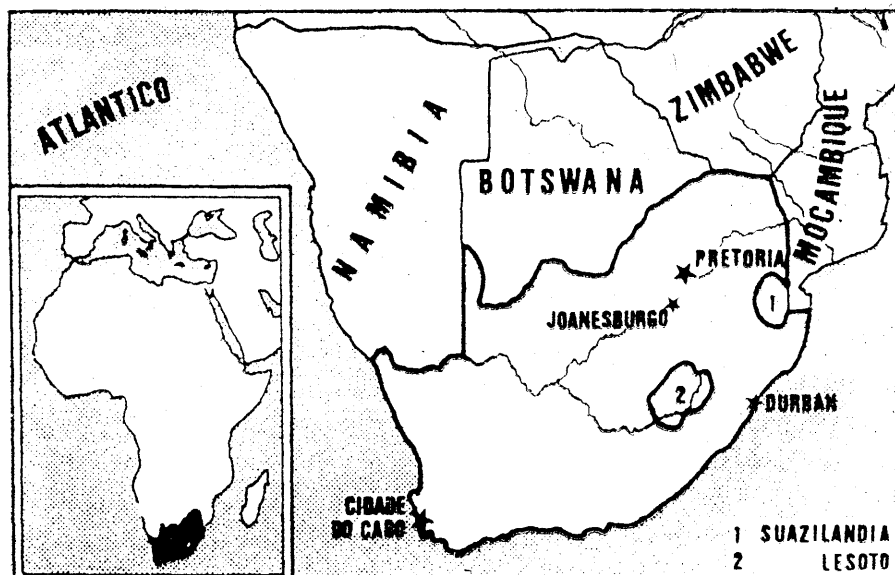 ATLANTICO
NAMIBIA
BOTSWANA
ZIMBABWE
MOCAMBIQUE
PRETORIA
JOANESBURGO
1
2
DURBAN
CIDADE
DO CABO
1 SUAZILANDIA
2 LESOTO